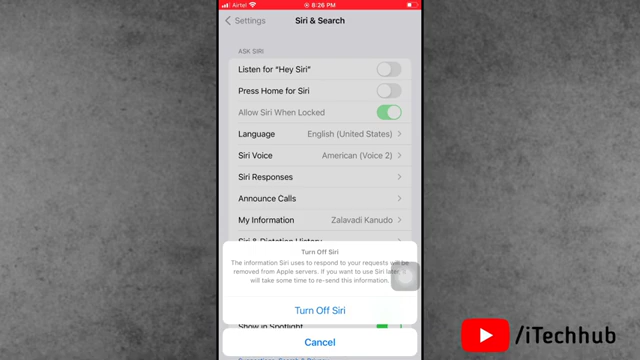 Airtel
8:26 PM
Settings
Siri & Search
ASK SIRI
Listen for “Hey Siri”
Press Home for Siri
Allow Siri When Locked
Language English (United States)
Siri Voice American (Voice 2)
Siri Responses
Announce Calls
My Information Zalavadi Kanudo
Siri & Dictation History
Turn Off Siri
The information Siri uses to respond to your requests will be
removed from Apple servers. If you want to use Siri later, it
will take some time to re-send this information.
Turn Off Siri
Show in Spotlight
Cancel
/iTechhub